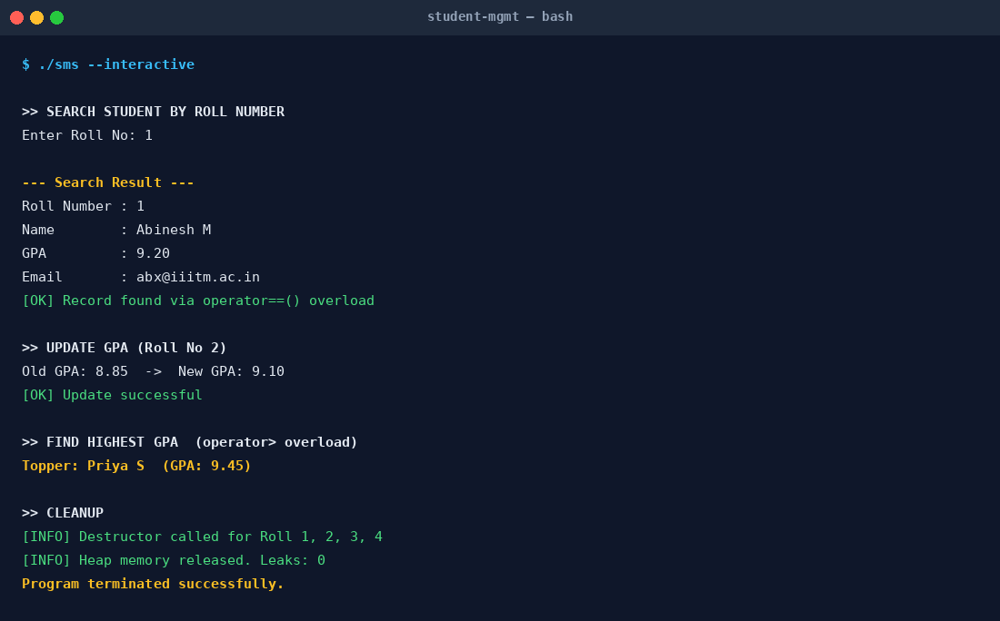 student-mgmt — bash
$ ./sms --interactive
>> SEARCH STUDENT BY ROLL NUMBER
Enter Roll No: 1
--- Search Result ---
Roll Number : 1
Name        : Abinesh M
GPA         : 9.20
Email       : abx@iiitm.ac.in
[OK] Record found via operator==() overload
>> UPDATE GPA (Roll No 2)
Old GPA: 8.85  ->  New GPA: 9.10
[OK] Update successful
>> FIND HIGHEST GPA  (operator> overload)
Topper: Priya S  (GPA: 9.45)
>> CLEANUP
[INFO] Destructor called for Roll 1, 2, 3, 4
[INFO] Heap memory released. Leaks: 0
Program terminated successfully.